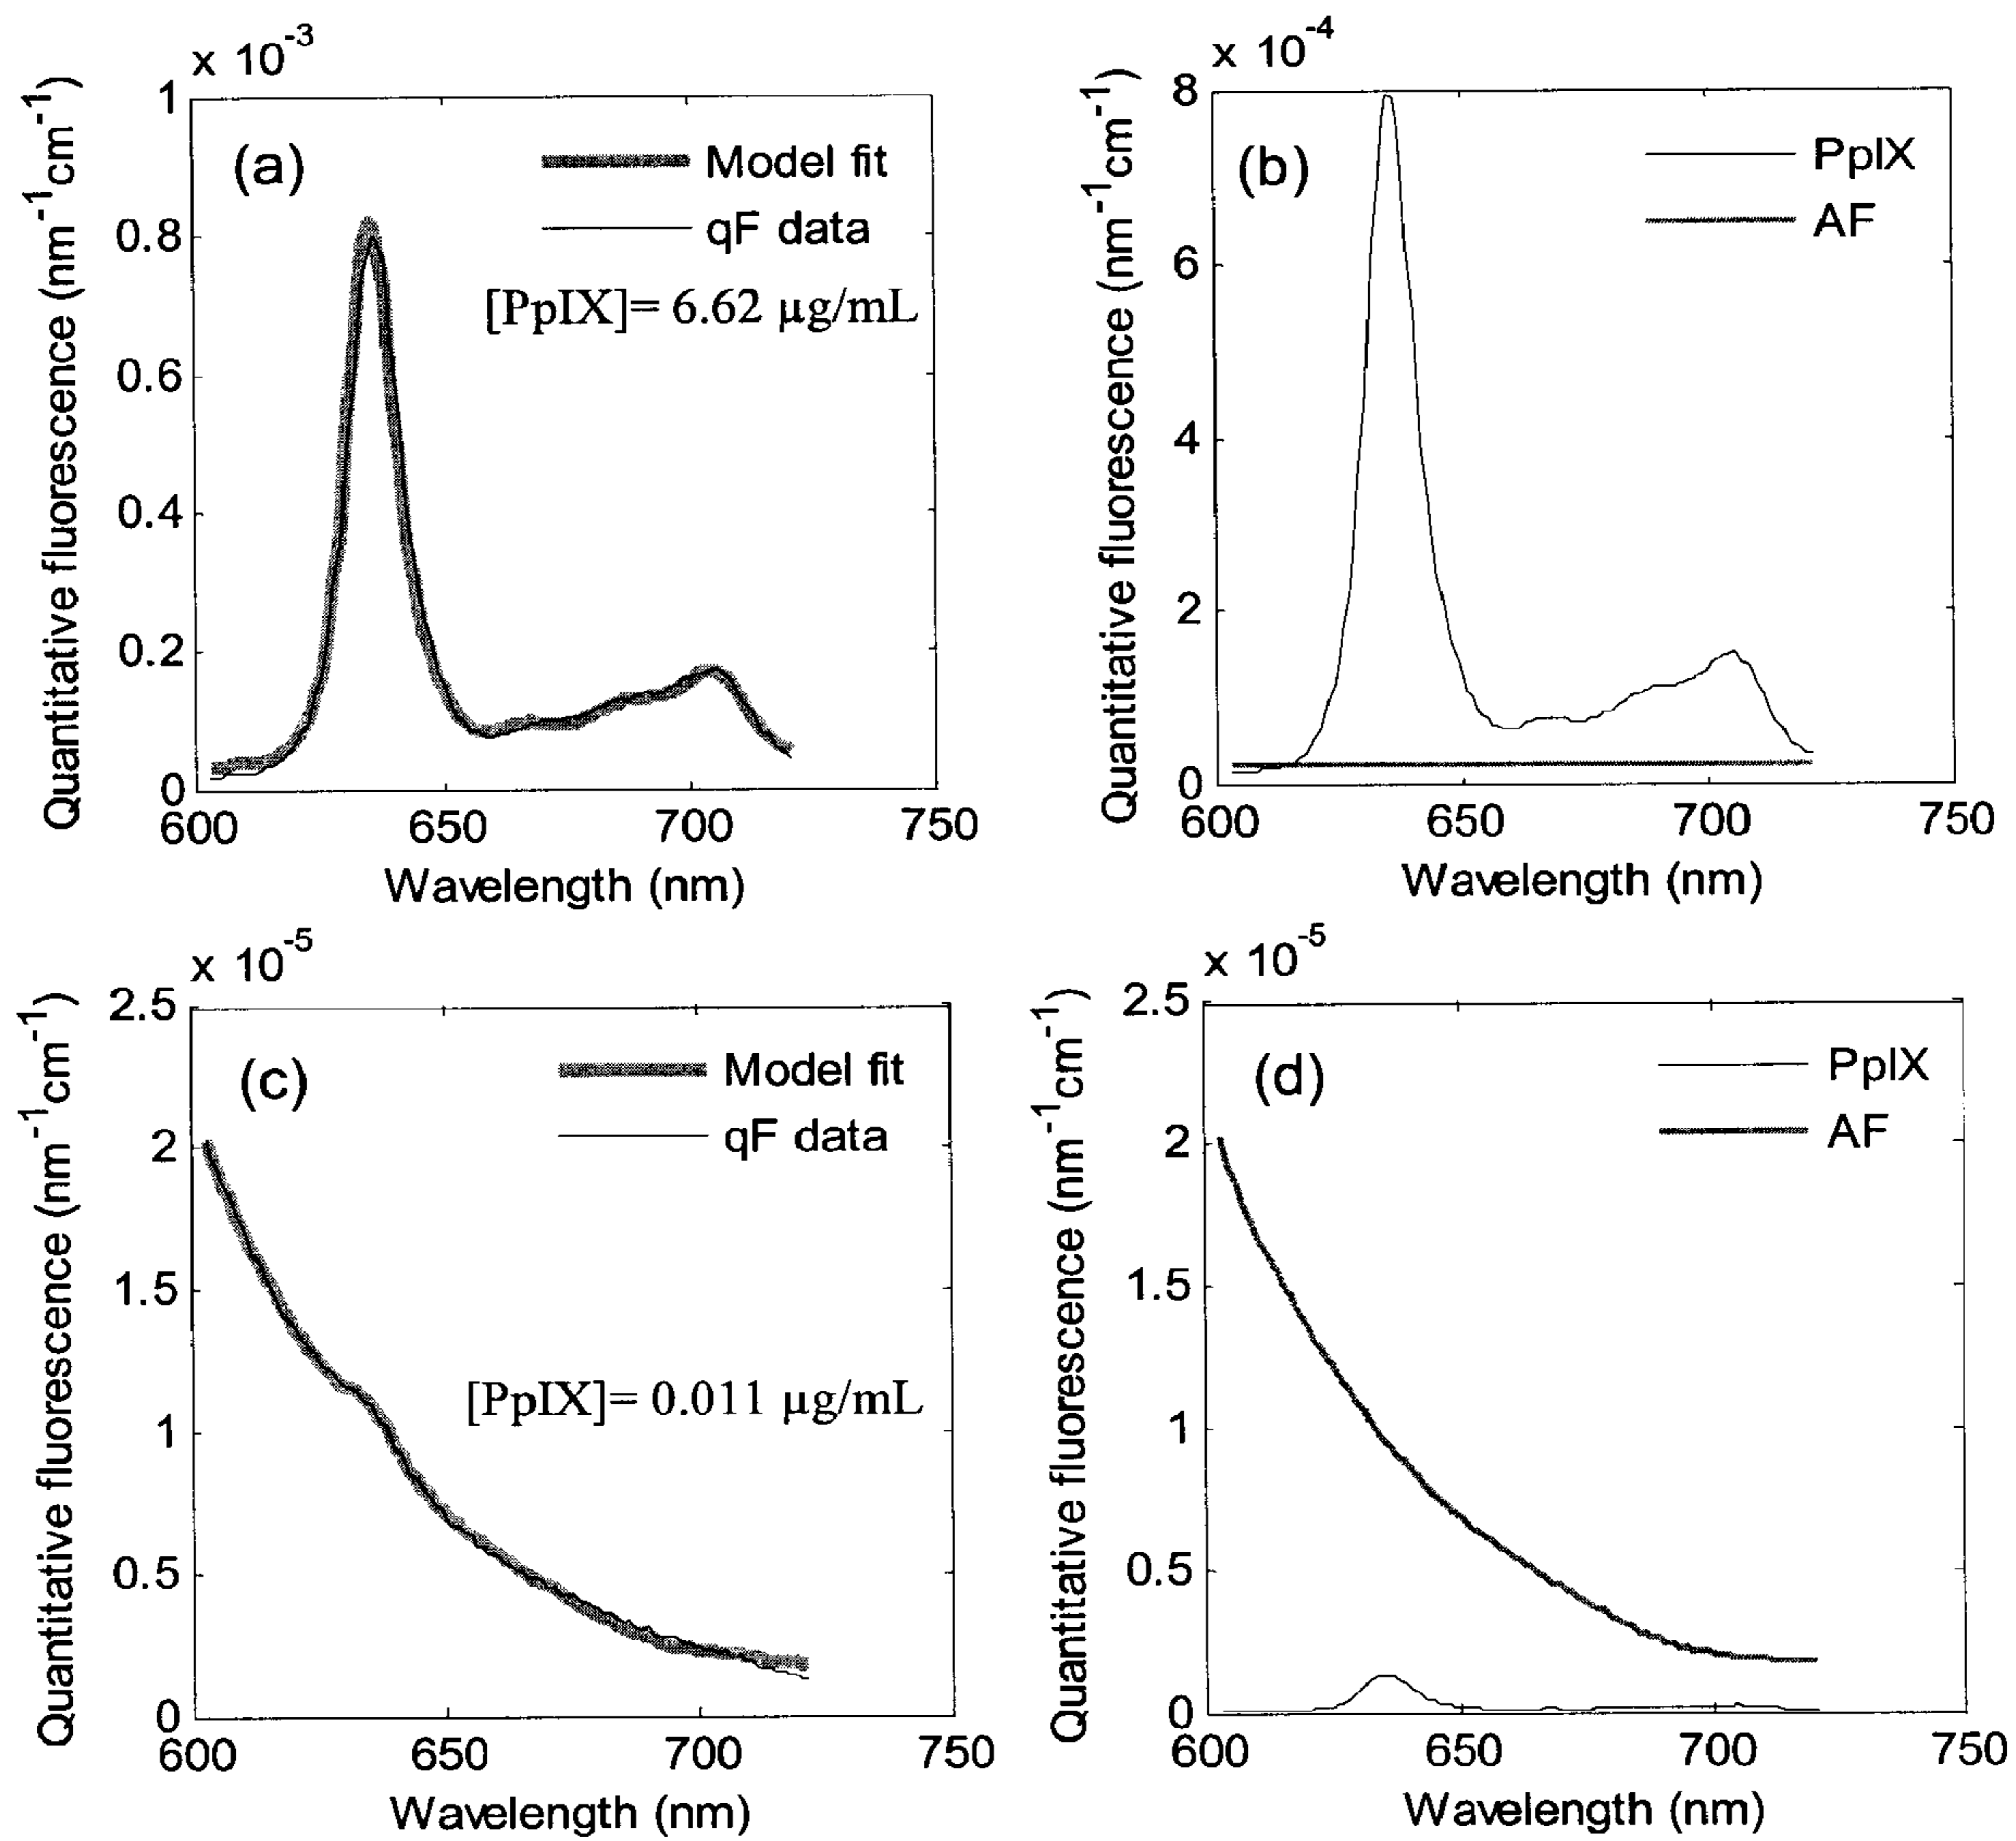 x 10-3
1
0.8
0.6
0.4
0.2
0
(a)
Model fit
qF data
[PpIX]= 6.62 µg/mL
600 650 700 750
Wavelength (nm)
Quantitative fluorescence (nm-1cm-1)
x 10-4
8
6
4
2
0
(b)
PpIX
AF
600 650 700 750
Wavelength (nm)
Quantitative fluorescence (nm-1cm-1)
x 10-5
2.5
2
1.5
1
0.5
0
(c)
Model fit
qF data
[PpIX]= 0.011 µg/mL
600 650 700 750
Wavelength (nm)
Quantitative fluorescence (nm-1cm-1)
x 10-5
2.5
2
1.5
1
0.5
0
(d)
PpIX
AF
600 650 700 750
Wavelength (nm)
Quantitative fluorescence (nm-1cm-1)